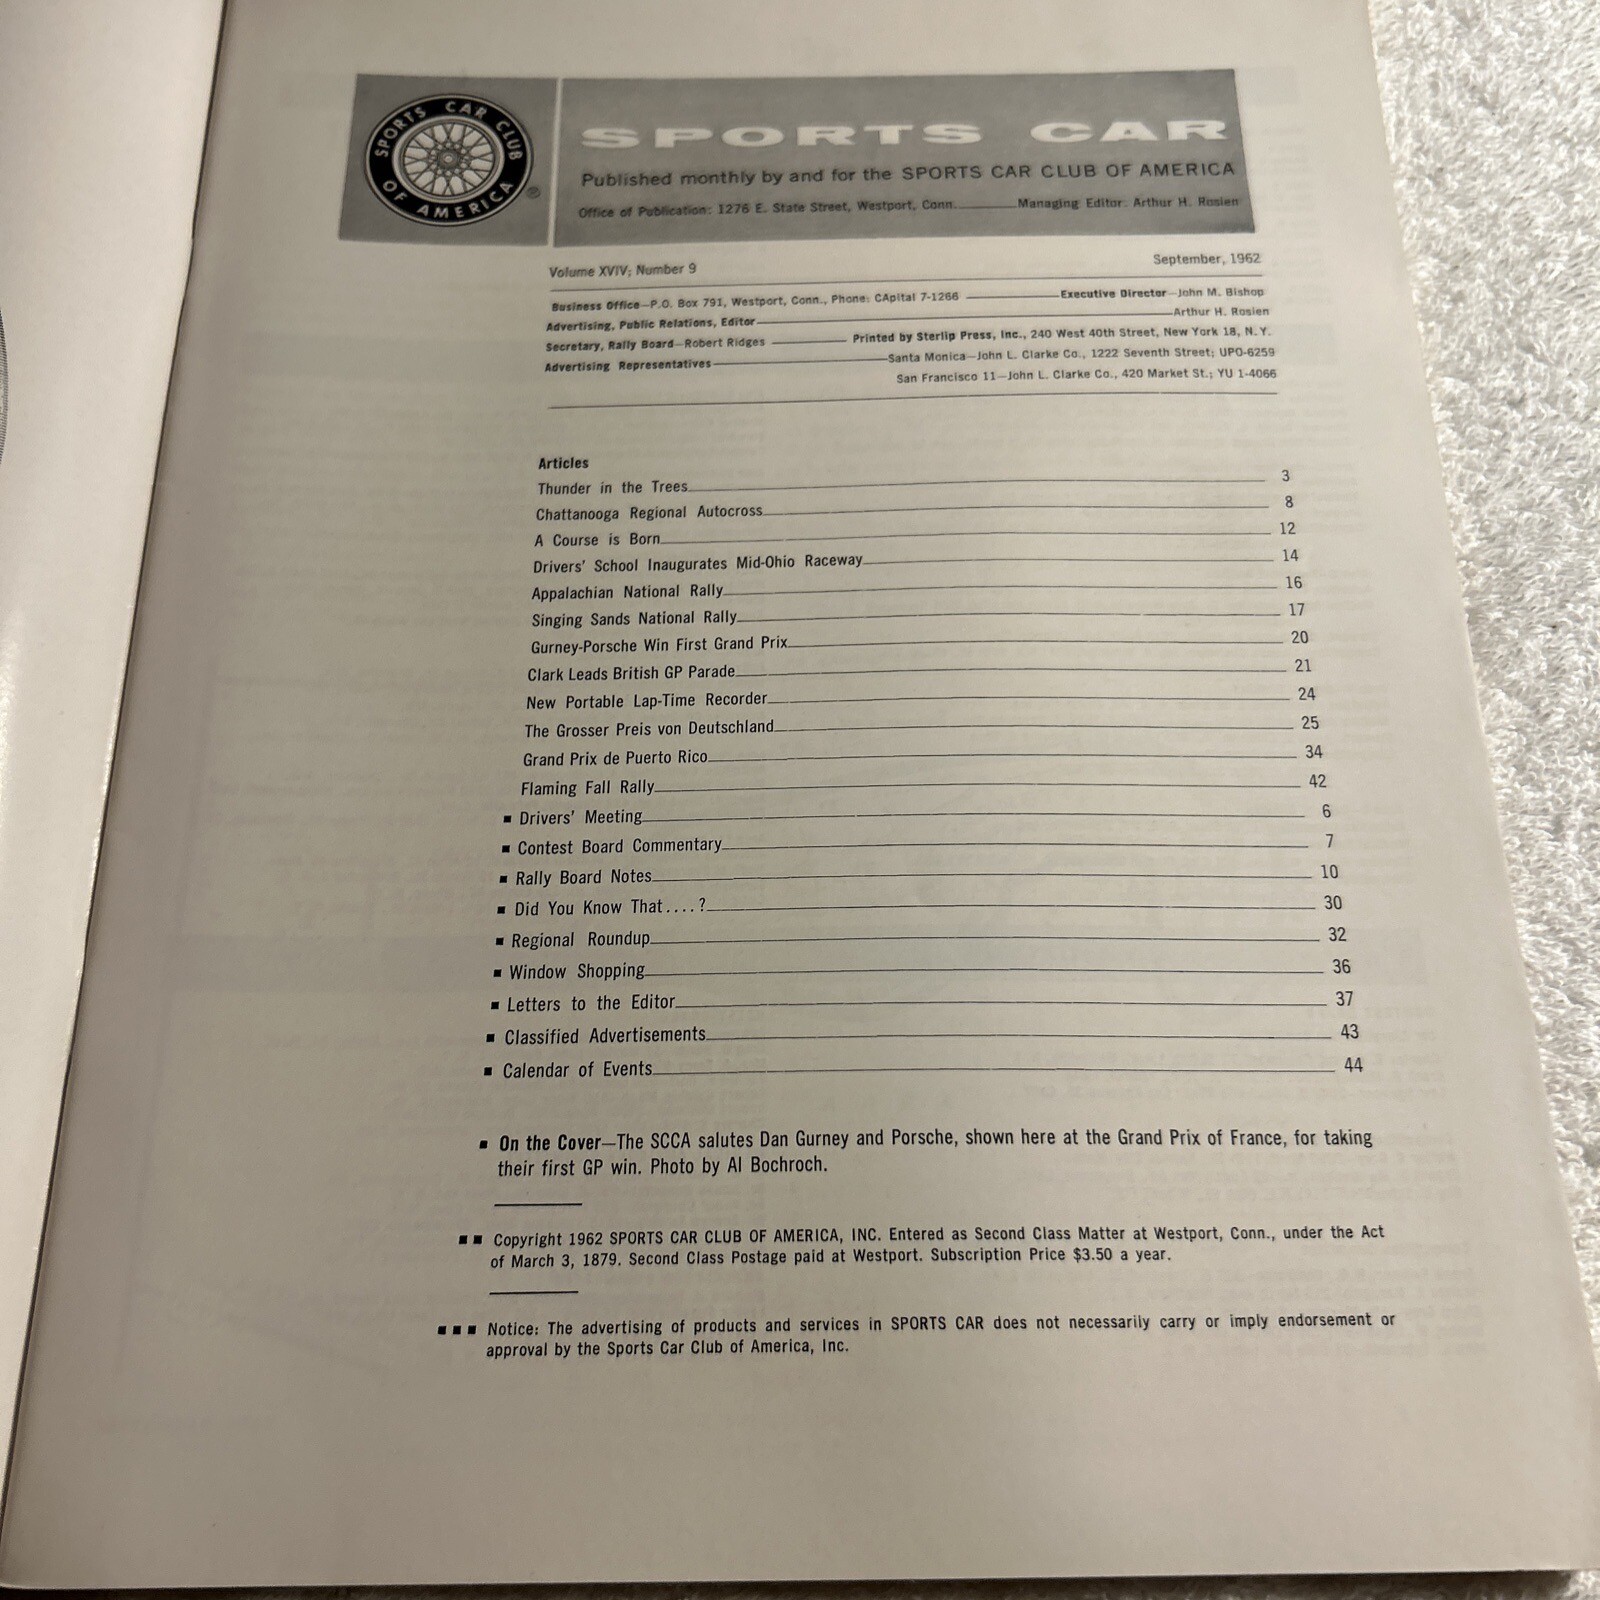 SPORTS CAR CLUB OF AMERICA ®
SPORTS CAR
Published monthly by and for the SPORTS CAR CLUB OF AMERICA
Office of Publication: 1276 E. State Street, Westport, Conn. Managing Editor: Arthur H. Rosien
Volume XVIV; Number 9 September, 1962
Business Office—P.O. Box 791, Westport, Conn., Phone: CApital 7-1266 Executive Director—John M. Bishop
Advertising, Public Relations, Editor Arthur H. Rosien
Secretary, Rally Board—Robert Ridges Printed by Sterlip Press, Inc., 240 West 40th Street, New York 18, N.Y.
Advertising Representatives Santa Monica—John L. Clarke Co., 1222 Seventh Street; UPO-6259
San Francisco 11—John L. Clarke Co., 420 Market St.; YU 1-4066
Articles
Thunder in the Trees 3
Chattanooga Regional Autocross 8
A Course is Born 12
Drivers' School Inaugurates Mid-Ohio Raceway 14
Appalachian National Rally 16
Singing Sands National Rally 17
Gurney-Porsche Win First Grand Prix 20
Clark Leads British GP Parade 21
New Portable Lap-Time Recorder 24
The Grosser Preis von Deutschland 25
Grand Prix de Puerto Rico 34
Flaming Fall Rally 42
■ Drivers' Meeting 6
■ Contest Board Commentary 7
■ Rally Board Notes 10
■ Did You Know That....? 30
■ Regional Roundup 32
■ Window Shopping 36
■ Letters to the Editor 37
■ Classified Advertisements 43
■ Calendar of Events 44
■ On the Cover—The SCCA salutes Dan Gurney and Porsche, shown here at the Grand Prix of France, for taking
their first GP win. Photo by Al Bochroch.
■■ Copyright 1962 SPORTS CAR CLUB OF AMERICA, INC. Entered as Second Class Matter at Westport, Conn., under the Act
of March 3, 1879. Second Class Postage paid at Westport. Subscription Price $3.50 a year.
■■■ Notice: The advertising of products and services in SPORTS CAR does not necessarily carry or imply endorsement or
approval by the Sports Car Club of America, Inc.